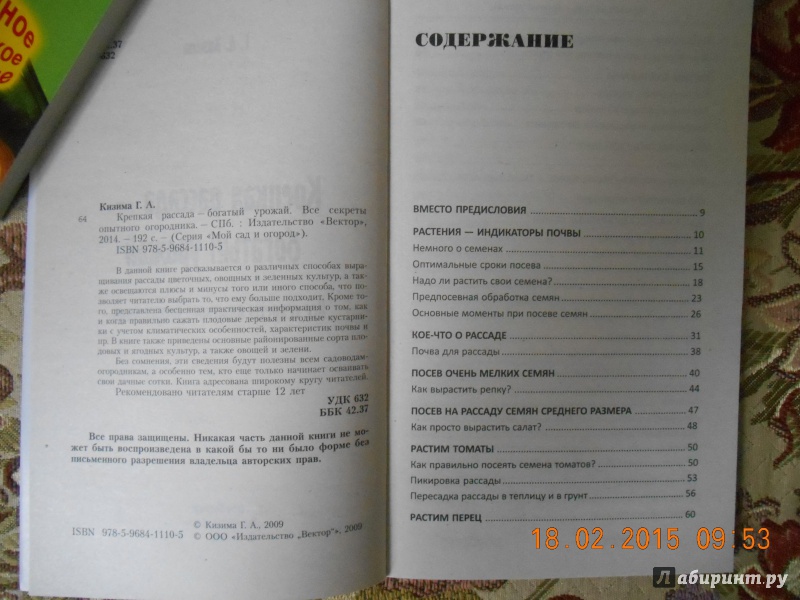 НОЕ
.37
632
Кизима Г. А.
64 Крепкая рассада – богатый урожай. Все секреты
опытного огородника. – СПб. : Издательство «Вектор»,
2014. – 192 с. – (Серия «Мой сад и огород»).
ISBN 978-5-9684-1110-5
В данной книге рассказывается о различных способах выра-
щивания рассады цветочных, овощных и зеленных культур, а так-
же освещаются плюсы и минусы того или иного способа, что поз-
воляет читателю выбрать то, что ему больше подходит. Кроме то-
го, представлена бесценная практическая информация о том, как
и когда правильно сажать плодовые деревья и ягодные кустарни-
ки с учетом климатических особенностей, характеристик почвы и
пр. В книге также приведены основные районированные сорта пло-
довых и ягодных культур, а также овощей и зелени.
Без сомнения, эти сведения будут полезны всем садоводам-
огородникам, а особенно тем, кто еще только начинает осваивать
свои дачные сотки. Книга адресована широкому кругу читателей.
Рекомендовано читателям старше 12 лет
УДК 632
ББК 42.37
Все права защищены. Никакая часть данной книги не мо-
жет быть воспроизведена в какой бы то ни было форме без
письменного разрешения владельца авторских прав.
© Кизима Г. А., 2009
ISBN 978-5-9684-1110-5 © ООО «Издательство „Вектор"», 2009
СОДЕРЖАНИЕ
ВМЕСТО ПРЕДИСЛОВИЯ 9
РАСТЕНИЯ — ИНДИКАТОРЫ ПОЧВЫ 10
Немного о семенах 11
Оптимальные сроки посева 15
Надо ли растить свои семена? 18
Предпосевная обработка семян 23
Основные моменты при посеве семян 26
КОЕ-ЧТО О РАССАДЕ 31
Почва для рассады 38
ПОСЕВ ОЧЕНЬ МЕЛКИХ СЕМЯН 40
Как вырастить репку? 44
ПОСЕВ НА РАССАДУ СЕМЯН СРЕДНЕГО РАЗМЕРА 47
Как просто вырастить салат? 48
РАСТИМ ТОМАТЫ 50
Как правильно посеять семена томатов? 50
Пикировка рассады 53
Пересадка рассады в теплицу и в грунт 56
РАСТИМ ПЕРЕЦ 60
18.02.2015 09:53
Лабиринт.ру